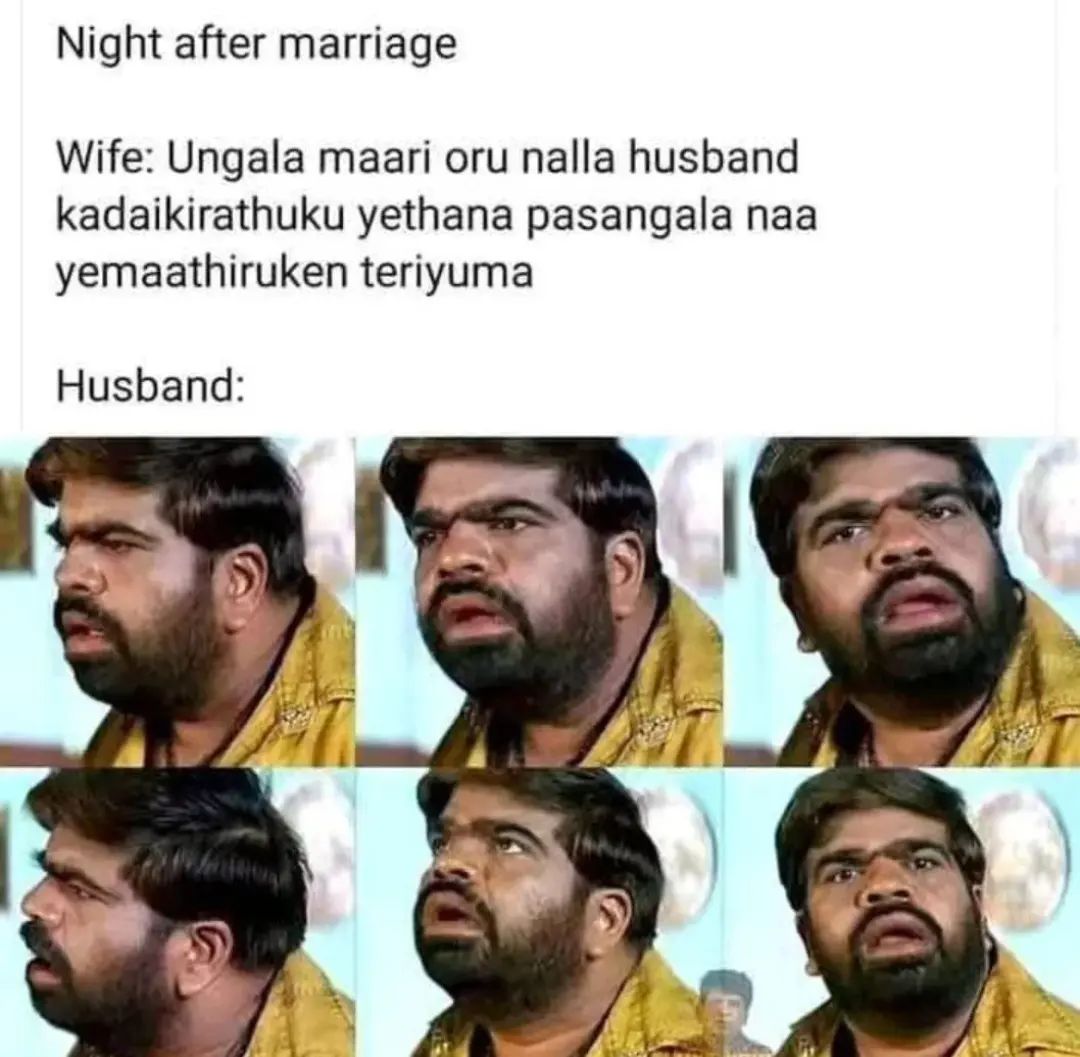 Night after marriage
Wife: Ungala maari oru nalla husband
kadaikirathuku yethana pasangala naa
yemaathiruken teriyuma
Husband: